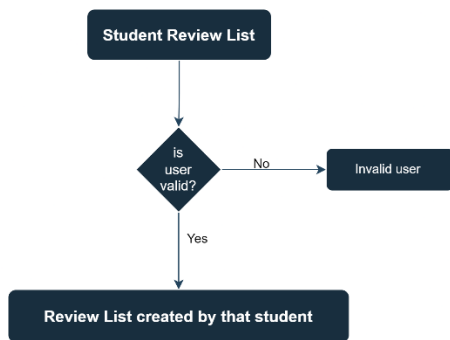 Student Review List
is
user
valid?
No
Invalid user
Yes
Review List created by that student